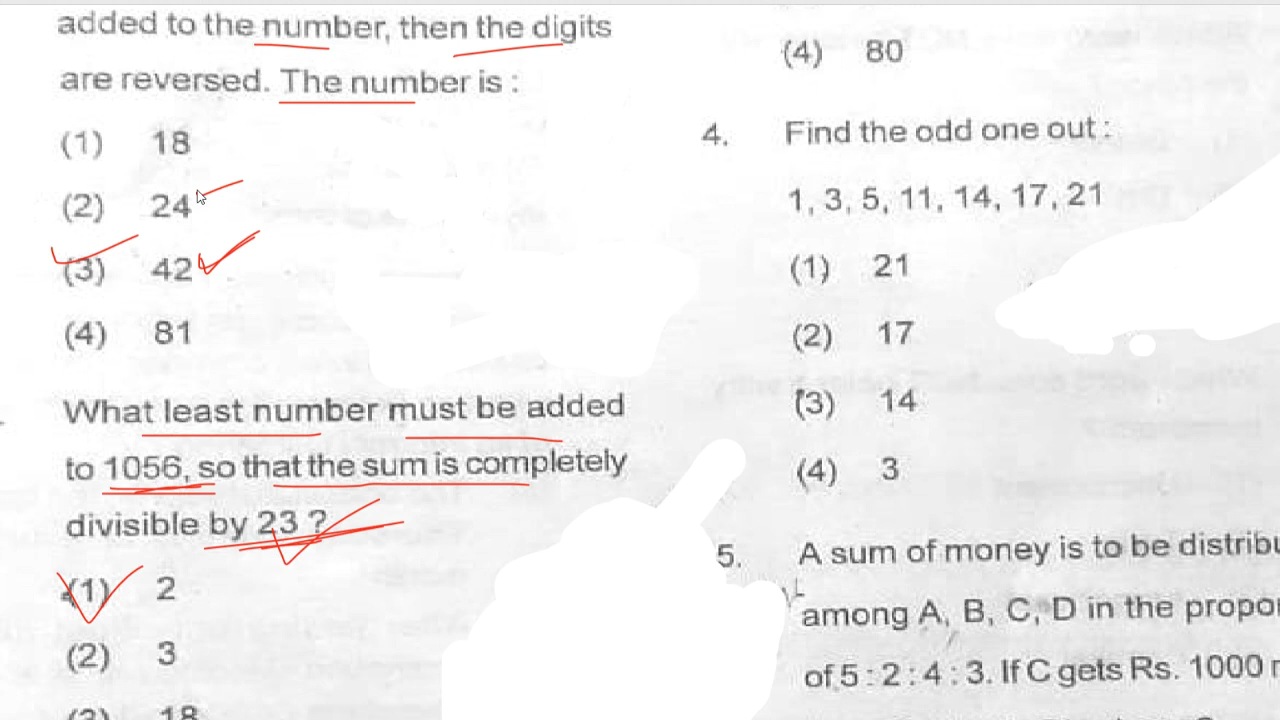 added to the number, then the digits
are reversed. The number is :
(1) 18
(2) 24
(3) 42
(4) 81
What least number must be added
to 1056, so that the sum is completely
divisible by 23 ?
(1) 2
(2) 3
(3) 18
(4) 80
4. Find the odd one out :
1, 3, 5, 11, 14, 17, 21
(1) 21
(2) 17
(3) 14
(4) 3
5. A sum of money is to be distribu
among A, B, C, D in the propor
of 5 : 2 : 4 : 3. If C gets Rs. 1000 m